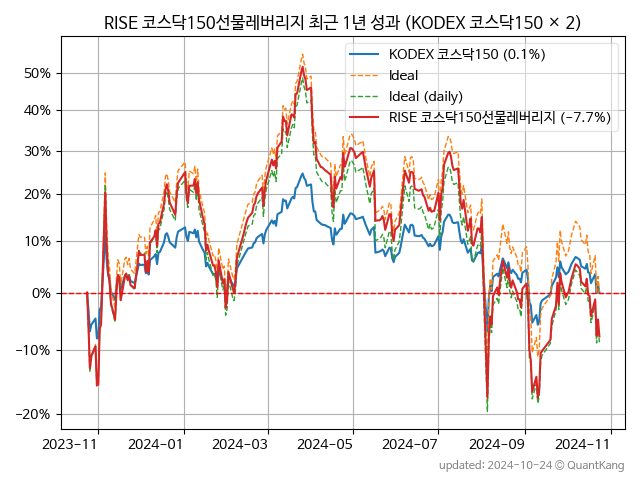 RISE 코스닥150선물레버리지 최근 1년 성과 (KODEX 코스닥150 × 2)
KODEX 코스닥150 (0.1%)
Ideal
Ideal (daily)
RISE 코스닥150선물레버리지 (−7.7%)
50%
40%
30%
20%
10%
0%
−10%
−20%
2023−11 2024−01 2024−03 2024−05 2024−07 2024−09 2024−11
updated: 2024-10-24 © QuantKang